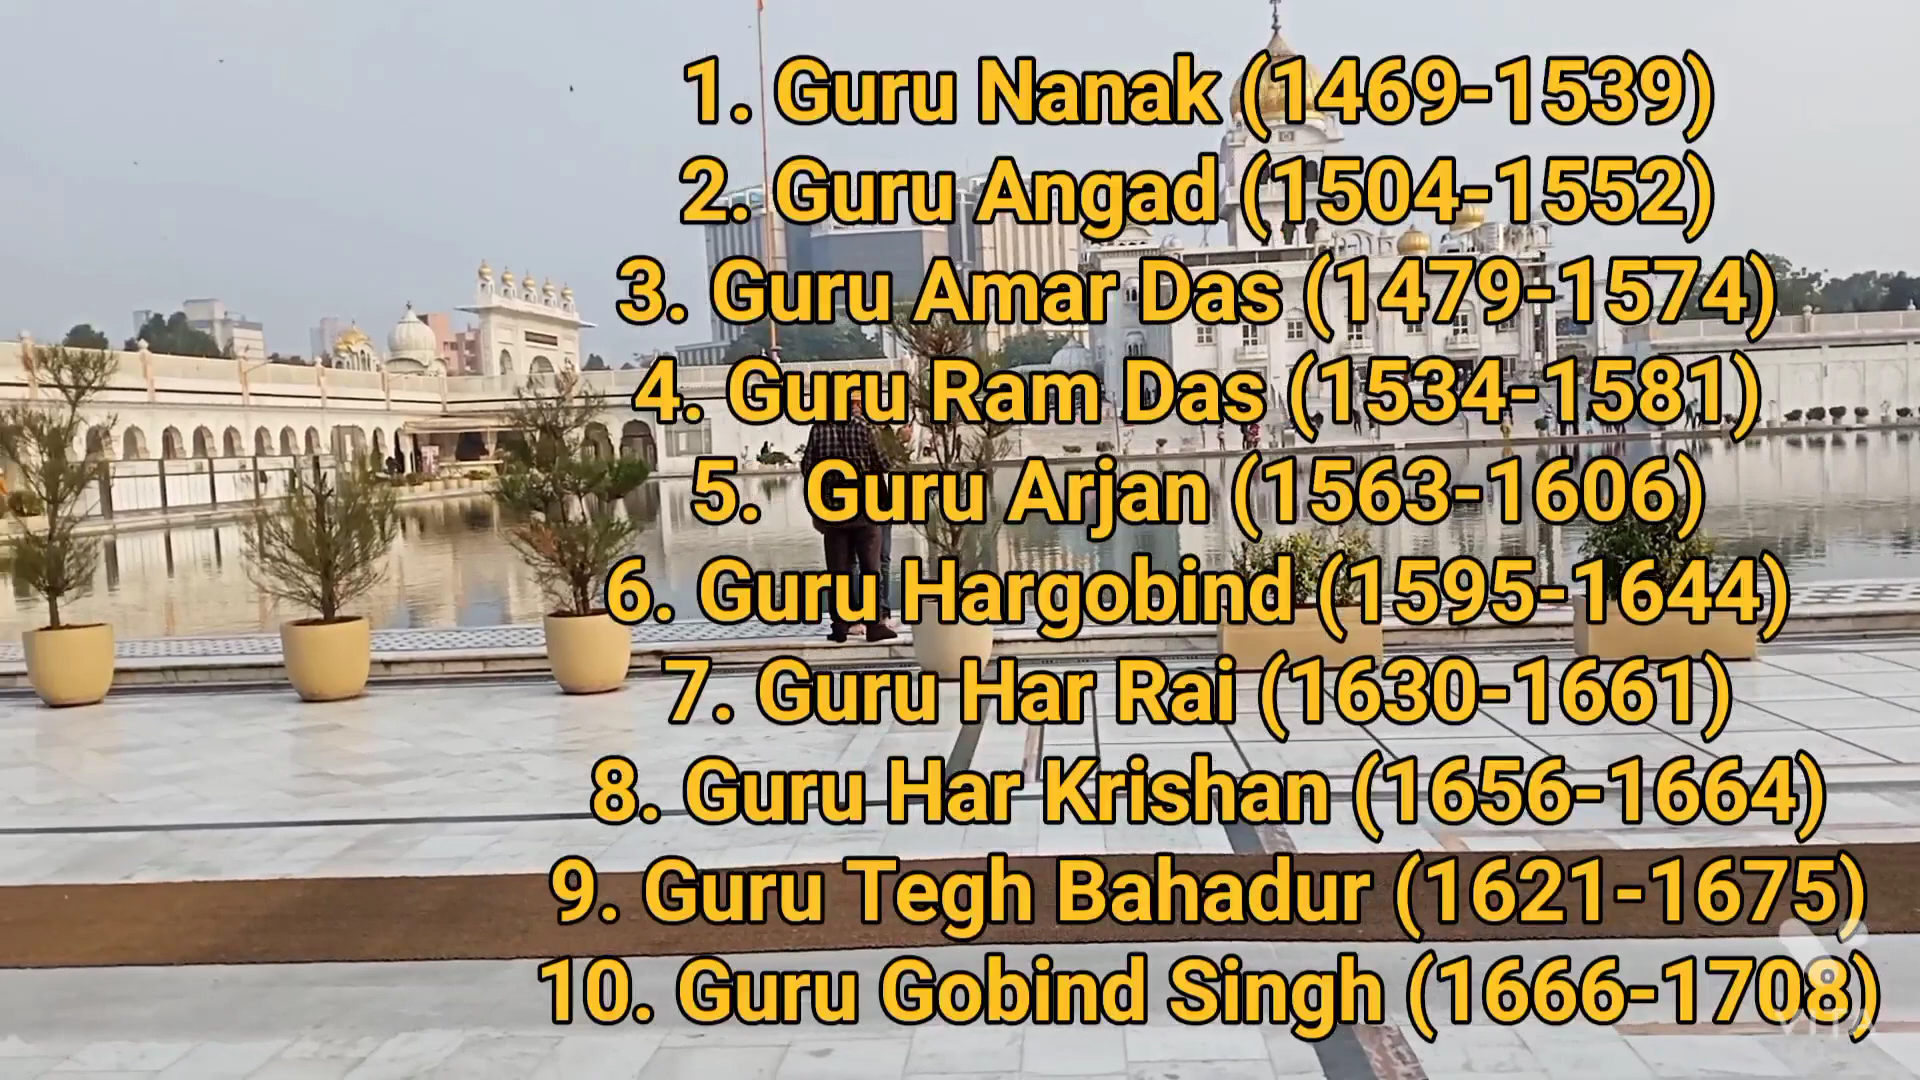 1. Guru Nanak (1469-1539)
2. Guru Angad (1504-1552)
3. Guru Amar Das (1479-1574)
4. Guru Ram Das (1534-1581)
5. Guru Arjan (1563-1606)
6. Guru Hargobind (1595-1644)
7. Guru Har Rai (1630-1661)
8. Guru Har Krishan (1656-1664)
9. Guru Tegh Bahadur (1621-1675)
10. Guru Gobind Singh (1666-1708)
VITA